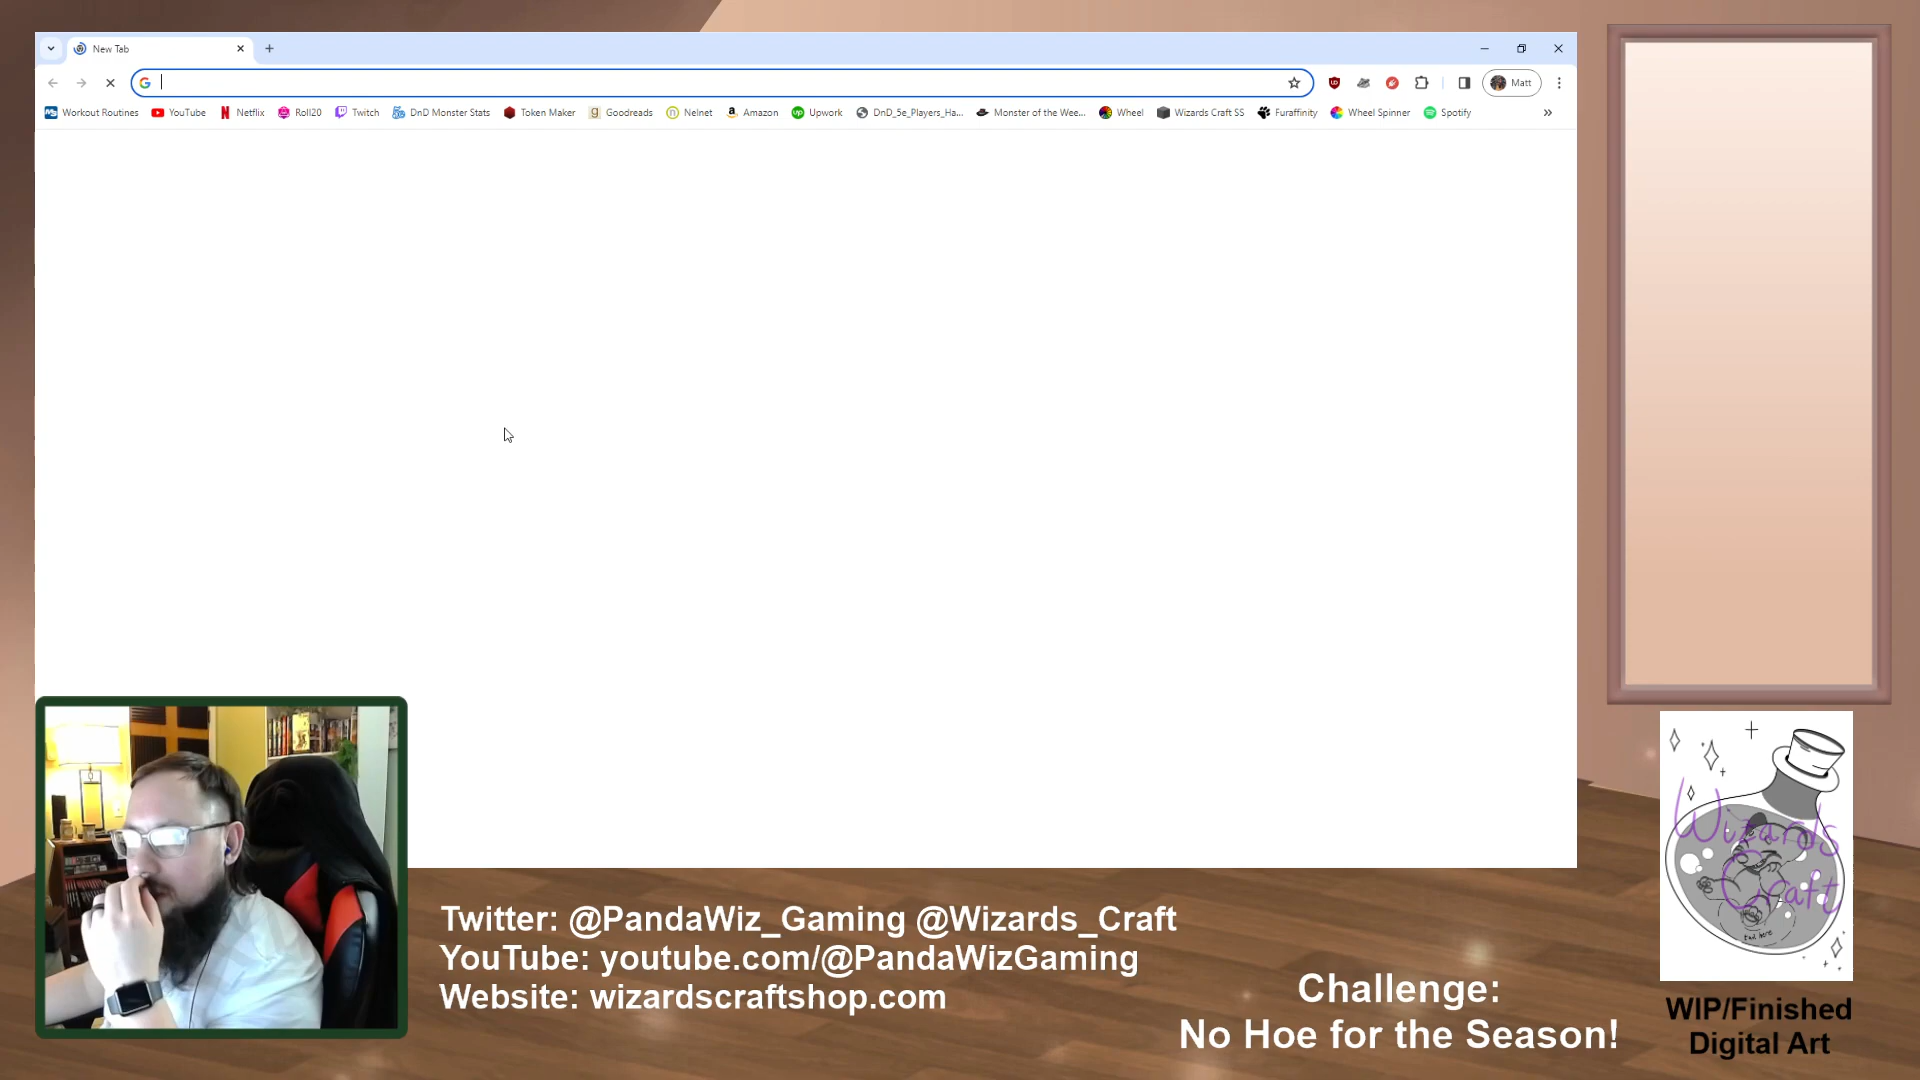 New Tab
Matt
Workout Routines YouTube Netflix Roll20 Twitch DnD Monster Stats Token Maker Goodreads Nelnet Amazon Upwork DnD_5e_Players_Ha... Monster of the Wee... Wheel Wizards Craft SS Furaffinity Wheel Spinner Spotify
Wizards
Craft
Twitter: @PandaWiz_Gaming @Wizards_Craft
YouTube: youtube.com/@PandaWizGaming
Website: wizardscraftshop.com
Challenge:
No Hoe for the Season!
WIP/Finished
Digital Art